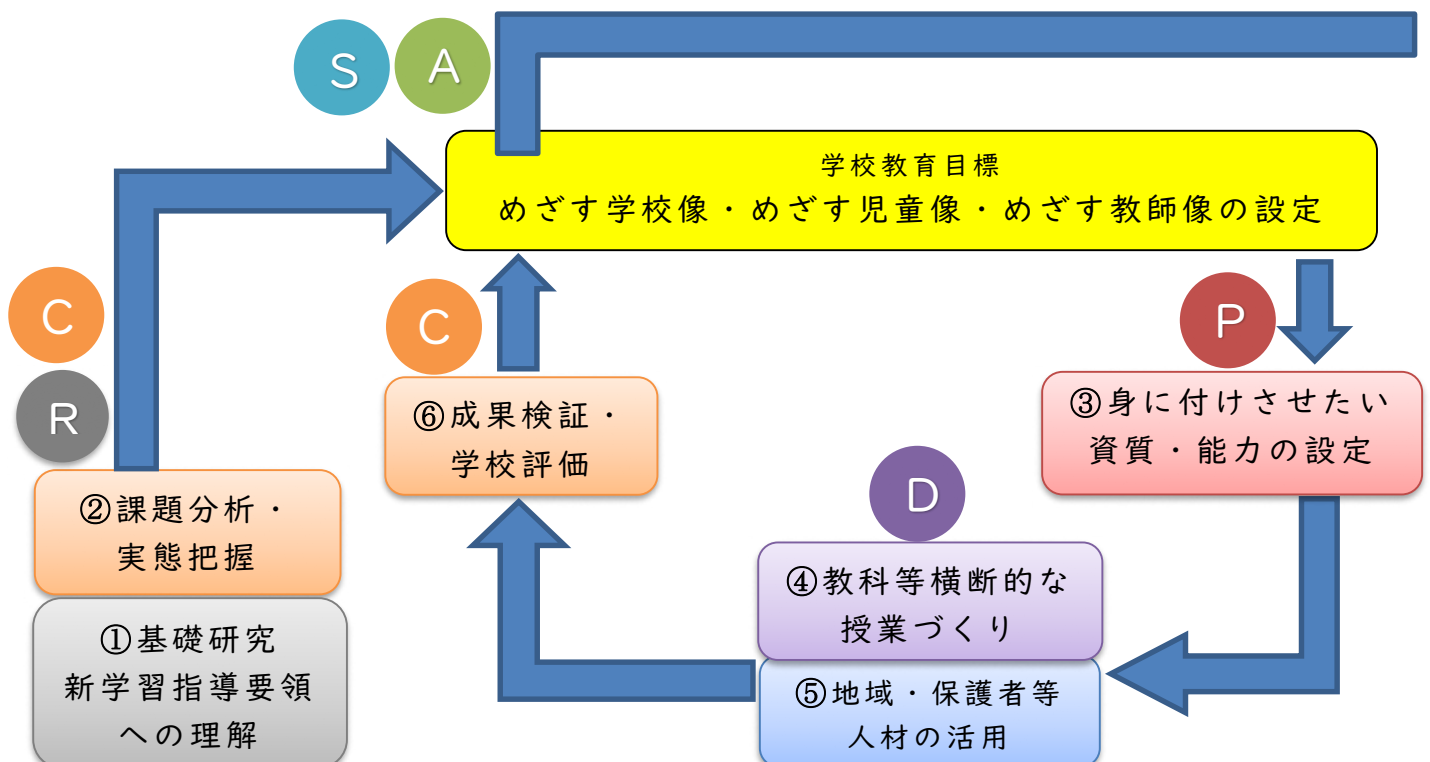 S
A
学校教育目標
めざす学校像・めざす児童像・めざす教師像の設定
C
R
②課題分析・
実態把握
①基礎研究
新学習指導要領
への理解
C
⑥成果検証・
学校評価
P
③身に付けさせたい
資質・能力の設定
D
④教科等横断的な
授業づくり
⑤地域・保護者等
人材の活用